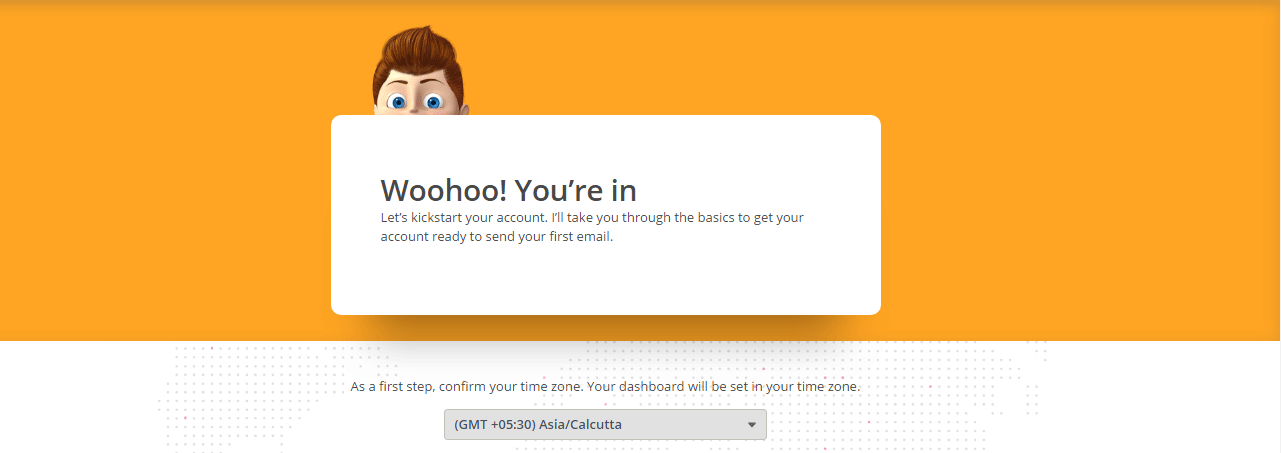 Woohoo! You’re in
Let’s kickstart your account. I’ll take you through the basics to get your
account ready to send your first email.
As a first step, confirm your time zone. Your dashboard will be set in your time zone.
(GMT +05:30) Asia/Calcutta